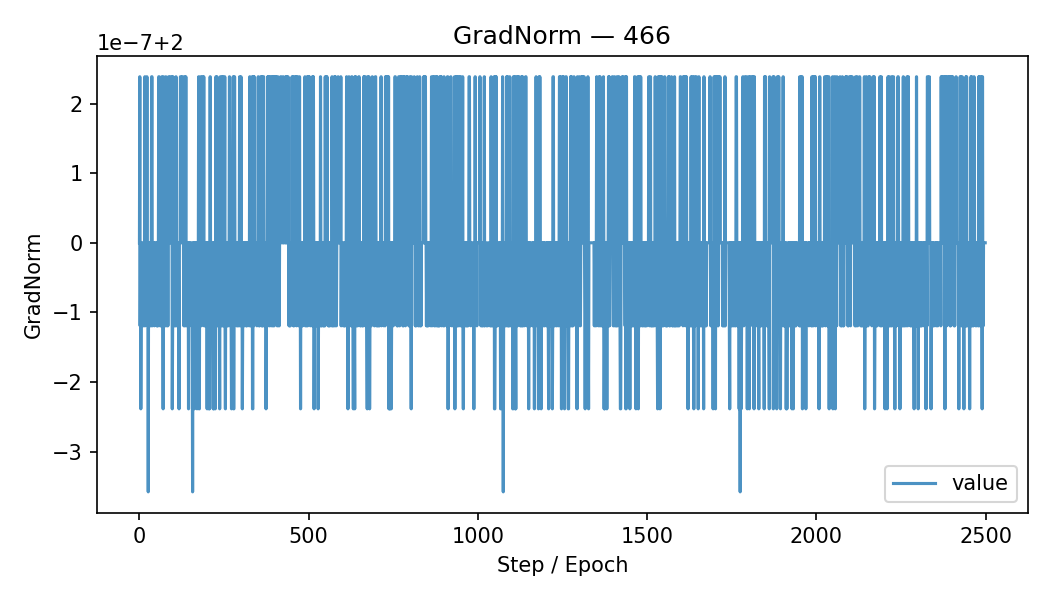 GradNorm — 466
1e−7+2
2
1
0
−1
−2
−3
GradNorm
0 500 1000 1500 2000 2500
Step / Epoch
value